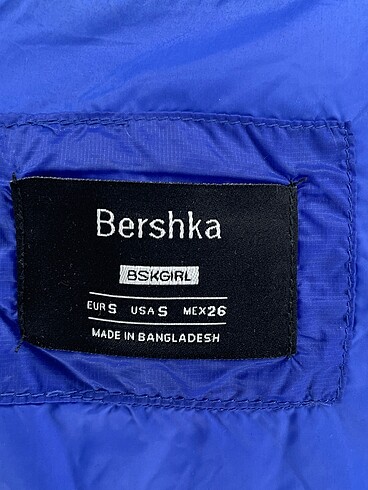 Bershka
BSKGIRL
EUR S USA S MEX 26
MADE IN BANGLADESH